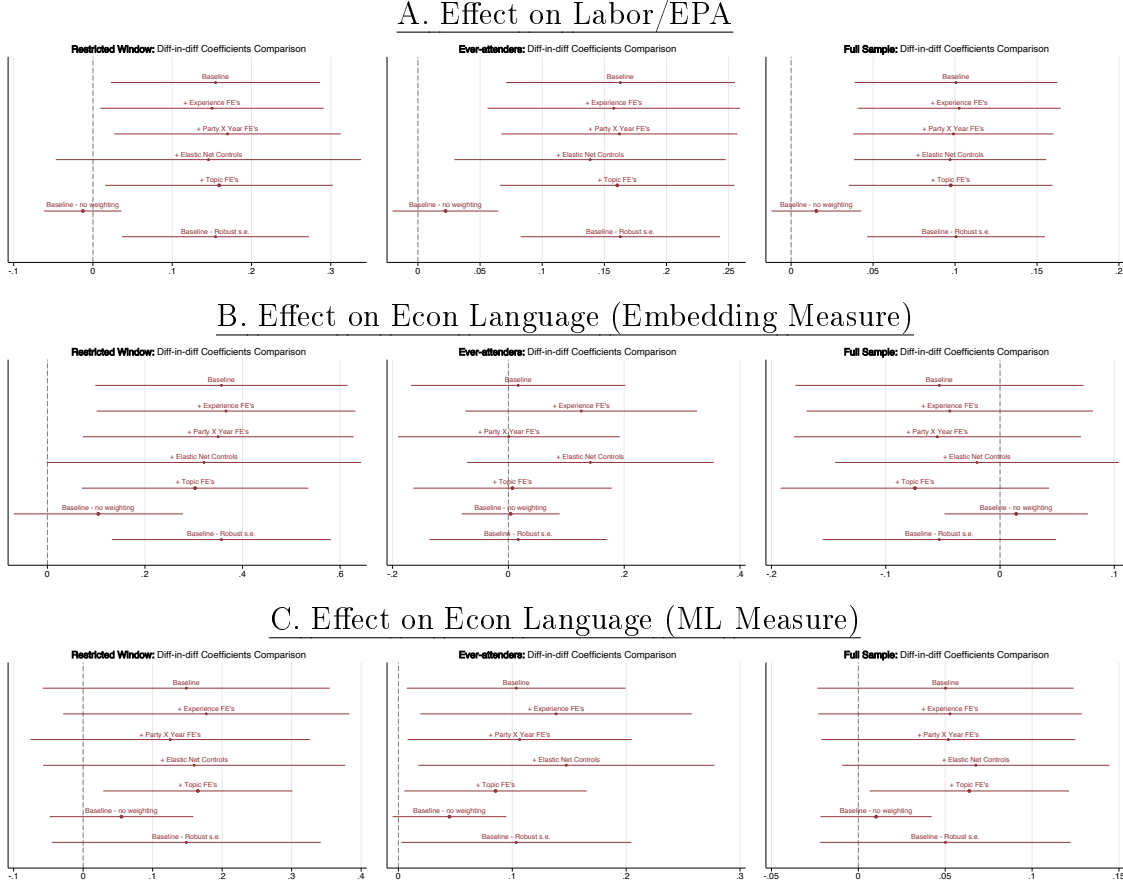 A. Effect on Labor/EPA
Restricted Window: Diff-in-diff Coefficients Comparison
Baseline
+ Experience FE's
+ Party X Year FE's
+ Elastic Net Controls
+ Topic FE's
Baseline - no weighting
Baseline - Robust s.e.
-.1 0 .1 .2 .3
Ever-attenders: Diff-in-diff Coefficients Comparison
Baseline
+ Experience FE's
+ Party X Year FE's
+ Elastic Net Controls
+ Topic FE's
Baseline - no weighting
Baseline - Robust s.e.
0 .05 .1 .15 .2 .25
Full Sample: Diff-in-diff Coefficients Comparison
Baseline
+ Experience FE's
+ Party X Year FE's
+ Elastic Net Controls
+ Topic FE's
Baseline - no weighting
Baseline - Robust s.e.
0 .05 .1 .15 .2
B. Effect on Econ Language (Embedding Measure)
Restricted Window: Diff-in-diff Coefficients Comparison
Baseline
+ Experience FE's
+ Party X Year FE's
+ Elastic Net Controls
+ Topic FE's
Baseline - no weighting
Baseline - Robust s.e.
0 .2 .4 .6
Ever-attenders: Diff-in-diff Coefficients Comparison
Baseline
+ Experience FE's
+ Party X Year FE's
+ Elastic Net Controls
+ Topic FE's
Baseline - no weighting
Baseline - Robust s.e.
-.2 0 .2 .4
Full Sample: Diff-in-diff Coefficients Comparison
Baseline
+ Experience FE's
+ Party X Year FE's
+ Elastic Net Controls
+ Topic FE's
Baseline - no weighting
Baseline - Robust s.e.
-.2 -.1 0 .1
C. Effect on Econ Language (ML Measure)
Restricted Window: Diff-in-diff Coefficients Comparison
Baseline
+ Experience FE's
+ Party X Year FE's
+ Elastic Net Controls
+ Topic FE's
Baseline - no weighting
Baseline - Robust s.e.
-.1 0 .1 .2 .3 .4
Ever-attenders: Diff-in-diff Coefficients Comparison
Baseline
+ Experience FE's
+ Party X Year FE's
+ Elastic Net Controls
+ Topic FE's
Baseline - no weighting
Baseline - Robust s.e.
0 .1 .2 .3
Full Sample: Diff-in-diff Coefficients Comparison
Baseline
+ Experience FE's
+ Party X Year FE's
+ Elastic Net Controls
+ Topic FE's
Baseline - no weighting
Baseline - Robust s.e.
-.05 0 .05 .1 .15